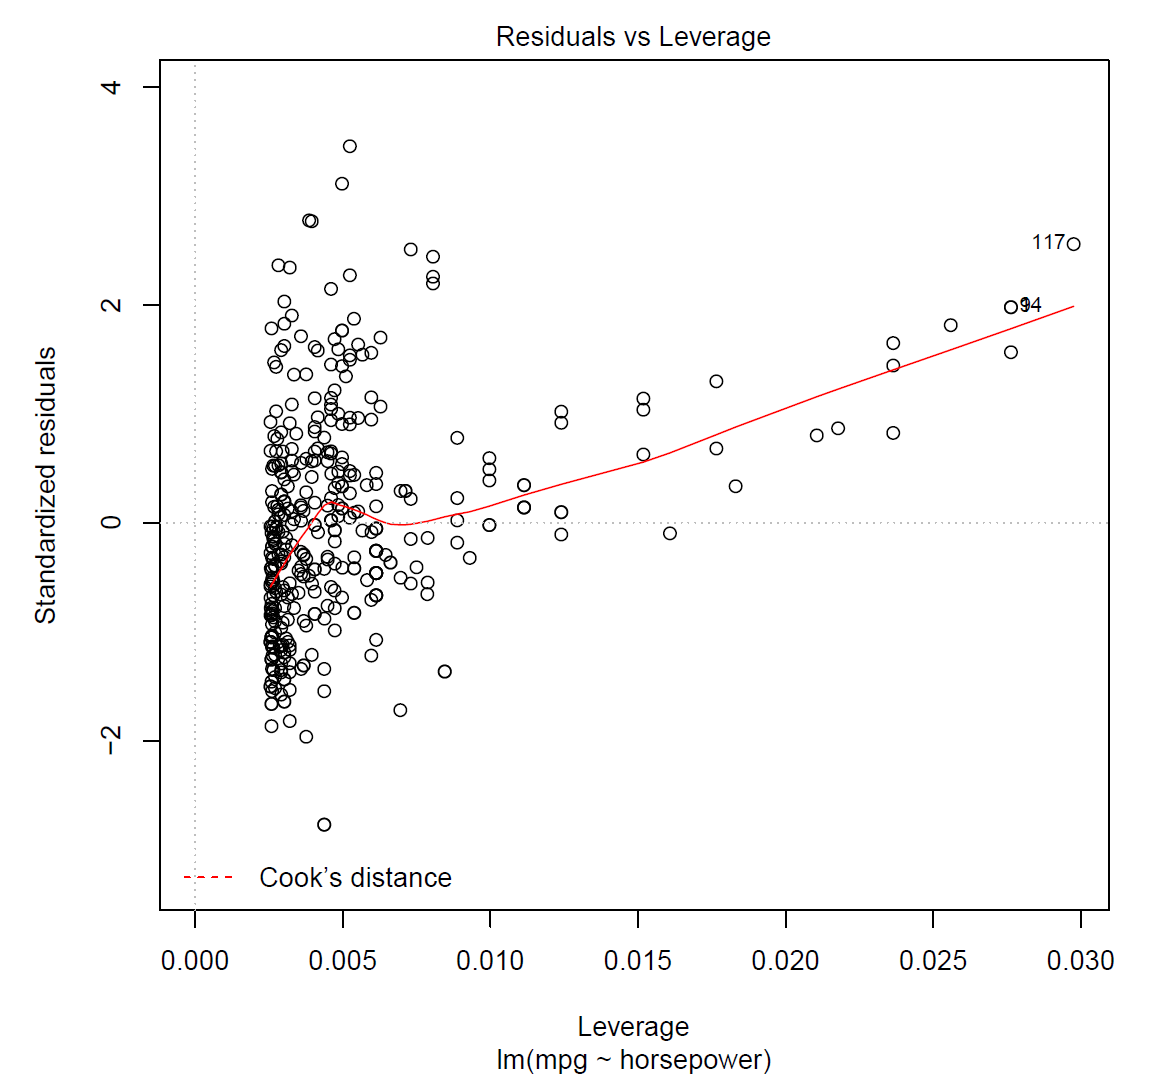 Residuals vs Leverage
4
2
0
−2
Standardized residuals
117
94
Cook’s distance
0.000 0.005 0.010 0.015 0.020 0.025 0.030
Leverage
lm(mpg ~ horsepower)